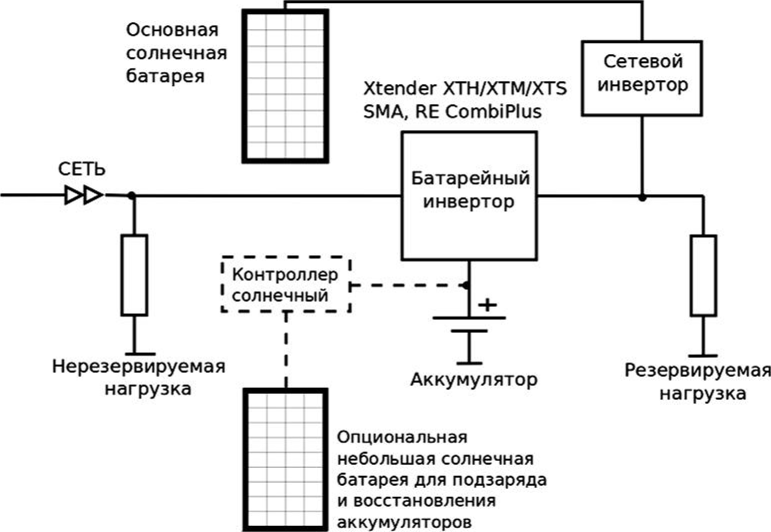 Основная
солнечная
батарея
Сетевой
инвертор
Xtender XTH/XTM/XTS
SMA, RE CombiPlus
СЕТЬ
Батарейный
инвертор
Контроллер
солнечный
+
Нерезервируемая
нагрузка
Аккумулятор
Резервируемая
нагрузка
Опциональная
небольшая солнечная
батарея для подзаряда
и восстановления
аккумуляторов